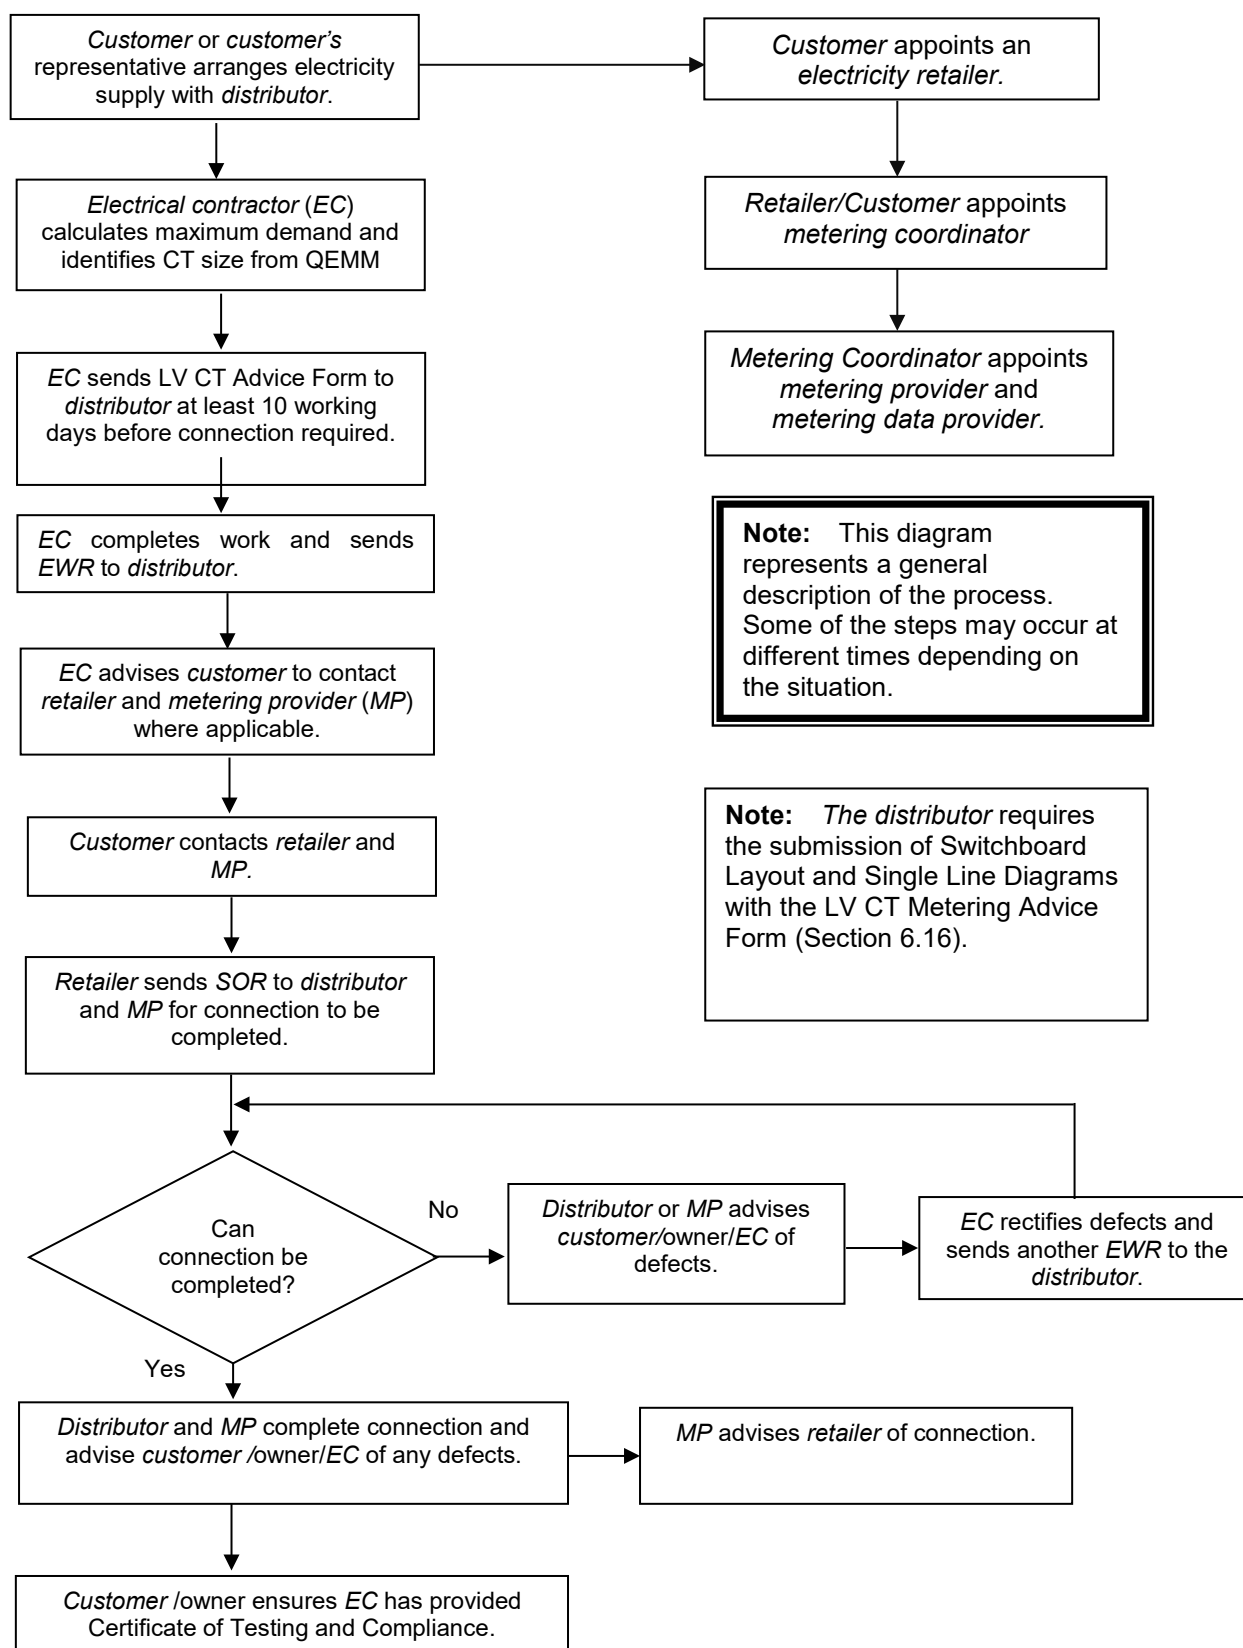 Customer or customer's
representative arranges electricity
supply with distributor.
Customer appoints an
electricity retailer.
Electrical contractor (EC)
calculates maximum demand and
identifies CT size from QEMM
Retailer/Customer appoints
metering coordinator
EC sends LV CT Advice Form to
distributor at least 10 working
days before connection required.
Metering Coordinator appoints
metering provider and
metering data provider.
EC completes work and sends
EWR to distributor.
Note: This diagram
represents a general
description of the process.
Some of the steps may occur at
different times depending on
the situation.
EC advises customer to contact
retailer and metering provider (MP)
where applicable.
Customer contacts retailer and
MP.
Note: The distributor requires
the submission of Switchboard
Layout and Single Line Diagrams
with the LV CT Metering Advice
Form (Section 6.16).
Retailer sends SOR to distributor
and MP for connection to be
completed.
Can
connection be
completed?
No
Distributor or MP advises
customer/owner/EC of
defects.
EC rectifies defects and
sends another EWR to the
distributor.
Yes
Distributor and MP complete connection and
advise customer /owner/EC of any defects.
MP advises retailer of connection.
Customer /owner ensures EC has provided
Certificate of Testing and Compliance.